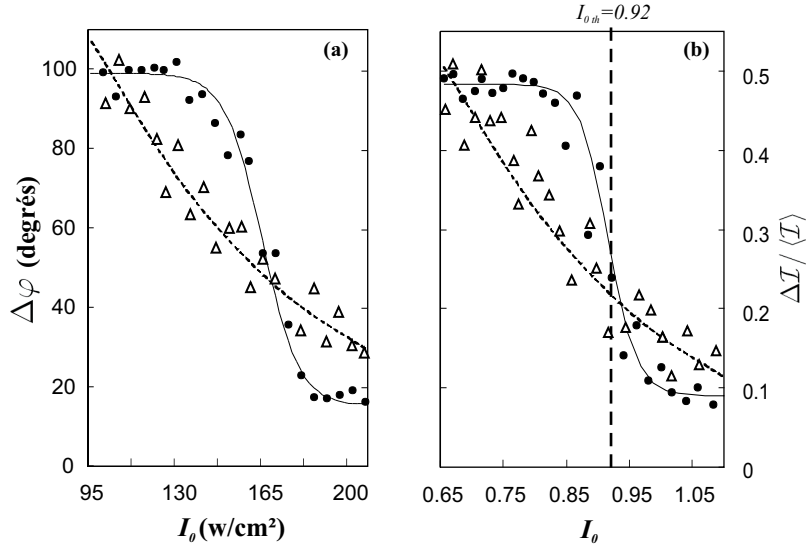 I₀ th=0.92
(a)
(b)
100
80
60
40
20
0
Δφ (degrés)
95 130 165 200
I₀ (w/cm²)
0.5
0.4
0.3
0.2
0.1
0
Δℐ / ⟨ℐ⟩
0.65 0.75 0.85 0.95 1.05
I₀